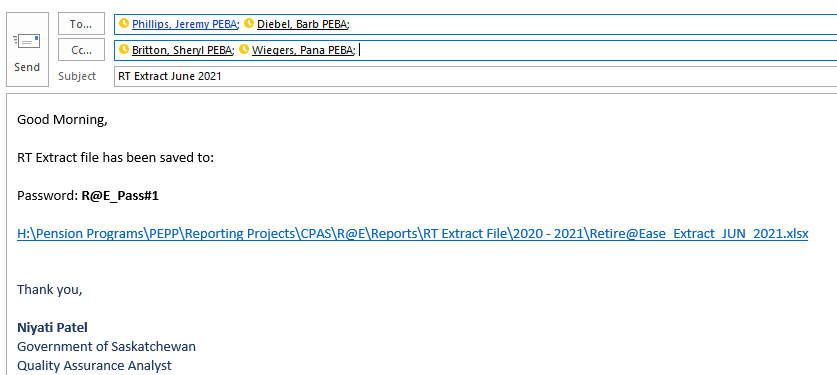 To... Phillips, Jeremy PEBA; Diebel, Barb PEBA;
Cc... Britton, Sheryl PEBA; Wiegers, Pana PEBA;
Send
Subject RT Extract June 2021
Good Morning,
RT Extract file has been saved to:
Password: R@E_Pass#1
H:\Pension Programs\PEPP\Reporting Projects\CPAS\R@E\Reports\RT Extract File\2020 - 2021\Retire@Ease_Extract_JUN_2021.xlsx
Thank you,
Niyati Patel
Government of Saskatchewan
Quality Assurance Analyst